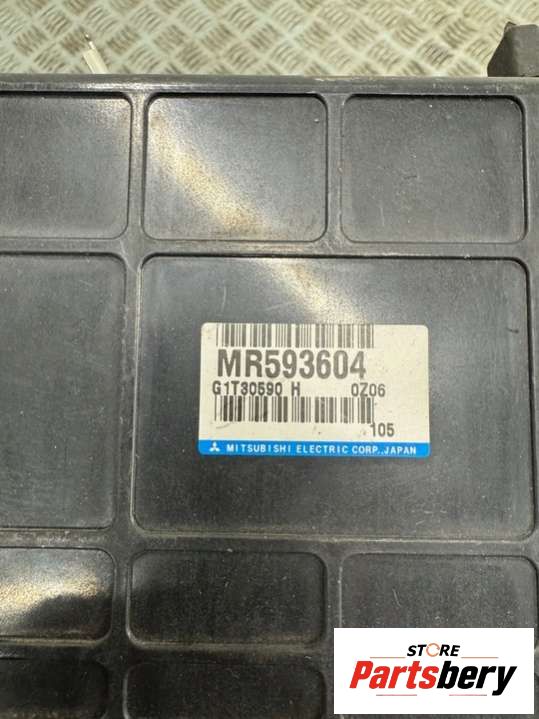 MR593604
G1T30590 H 0Z06
105
MITSUBISHI ELECTRIC CORP.,JAPAN
STORE
Partsbery